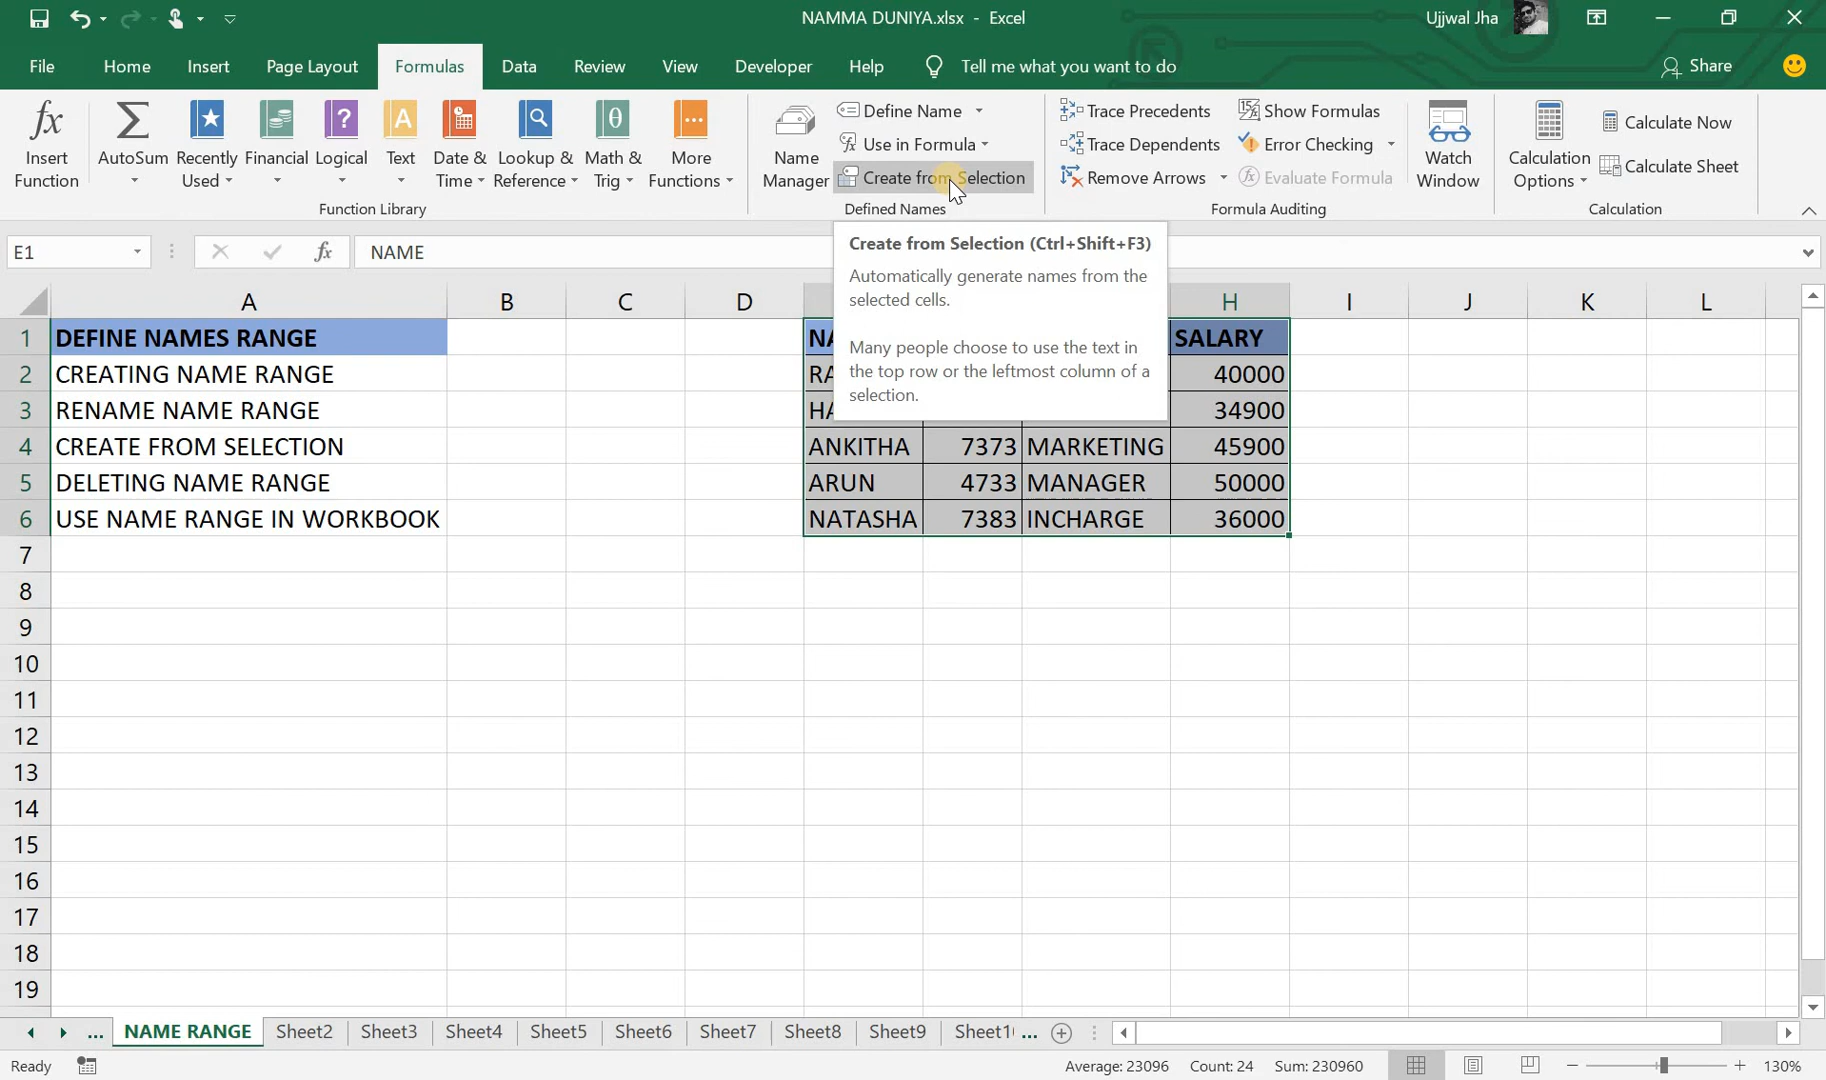 NAMMA DUNIYA.xlsx - Excel
Ujjwal Jha
File Home Insert Page Layout Formulas Data Review View Developer Help Tell me what you want to do
Share
fx
Insert Function
AutoSum
Recently Used
Financial
Logical
Text
Date & Time
Lookup & Reference
Math & Trig
More Functions
Function Library
Name Manager
Define Name
Use in Formula
Create from Selection
Defined Names
Trace Precedents
Trace Dependents
Remove Arrows
Show Formulas
Error Checking
Evaluate Formula
Formula Auditing
Watch Window
Calculation Options
Calculate Now
Calculate Sheet
Calculation
E1
fx
NAME
Create from Selection (Ctrl+Shift+F3)
Automatically generate names from the
selected cells.
Many people choose to use the text in
the top row or the leftmost column of a
selection.
A B C D H I J K L
1 DEFINE NAMES RANGE SALARY
2 CREATING NAME RANGE RA 40000
3 RENAME NAME RANGE HA 34900
4 CREATE FROM SELECTION ANKITHA 7373 MARKETING 45900
5 DELETING NAME RANGE ARUN 4733 MANAGER 50000
6 USE NAME RANGE IN WORKBOOK NATASHA 7383 INCHARGE 36000
7
8
9
10
11
12
13
14
15
16
17
18
19
... NAME RANGE Sheet2 Sheet3 Sheet4 Sheet5 Sheet6 Sheet7 Sheet8 Sheet9 Sheet1 ...
Ready
Average: 23096 Count: 24 Sum: 230960
130%